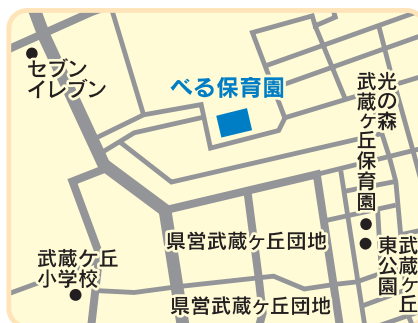 セブン
イレブン
べる保育園
光の森
武蔵ヶ丘保育園
県営武蔵ヶ丘団地
武蔵ケ丘
小学校
武蔵ケ丘
東公園
県営武蔵ヶ丘団地